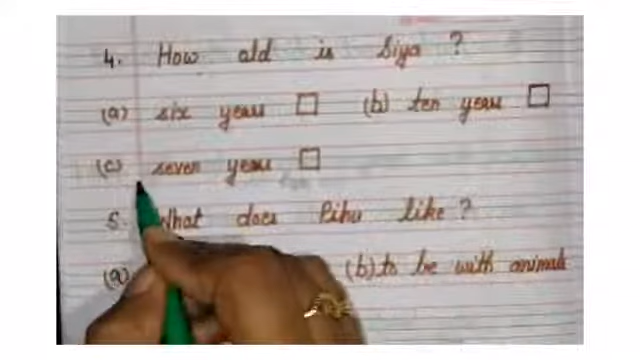 4. How old is Siya ?
(a) six years (b) ten years
(c) seven years
5. What does Pihu like ?
(a) (b) to be with animals